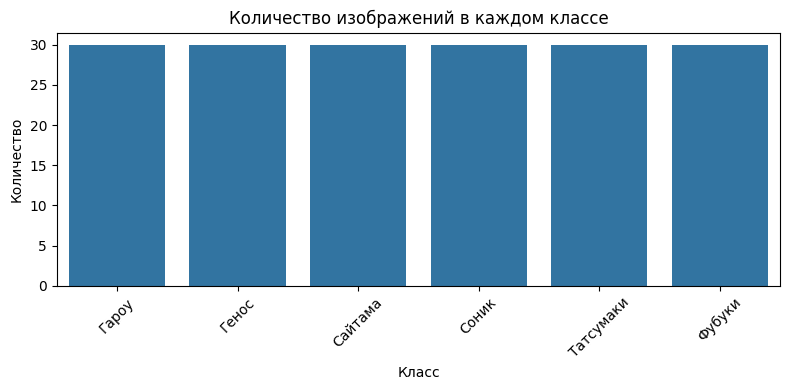 Количество изображений в каждом классе
Количество
30
25
20
15
10
5
0
Гароу
Генос
Сайтама
Соник
Татсумаки
Фубуки
Класс